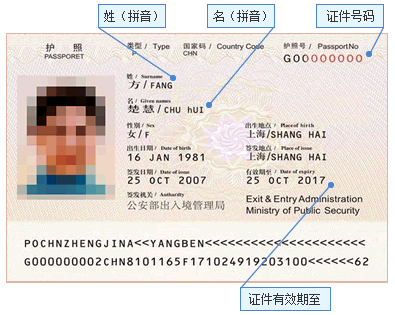 姓（拼音）
名（拼音）
证件号码
护 照
PASSPORET
类型 / Type
P
国家码 / Country Code
CHN
护照号 / PassportNo
G00000000
姓 / Surname
方 / FANG
名 / Given names
楚 慧 / CHU hUI
性别 / Sex
女 / F
出生地点 / Place of birth
上海 / SHANG HAI
出生日期 / Date of birth
16 JAN 1981
签发地点 / Place of issue
上海 / SHANG HAI
签发日期 / Date of issue
25 OCT 2007
有效期至 / Date of expiry
25 OCT 2017
签发机关 / Authority
公安部出入境管理局
Exit & Entry Administration
Ministry of Public Security
POCHNZHENGJINA<<YANGBEN<<<<<<<<<<<<<<<<<<<<<
G000000002CHN8101165F171024919203100<<<<<<62
证件有效期至